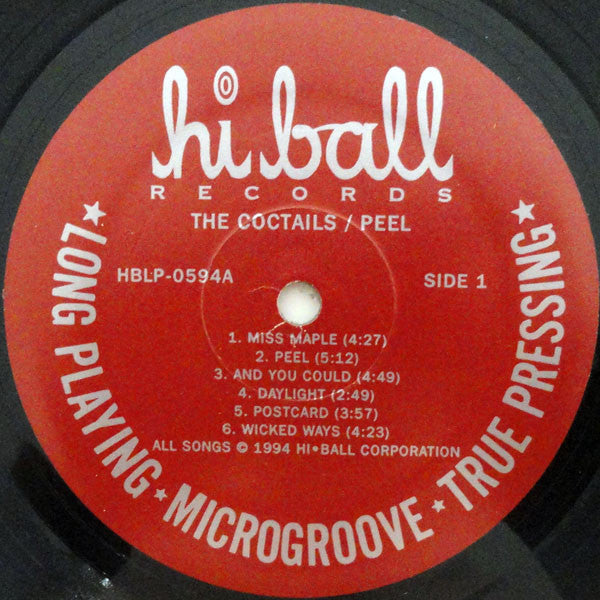 hi ball
RECORDS
THE COCTAILS / PEEL
HBLP-0594A
SIDE 1
1. MISS MAPLE (4:27)
2. PEEL (5:12)
3. AND YOU COULD (4:49)
4. DAYLIGHT (2:49)
5. POSTCARD (3:57)
6. WICKED WAYS (4:23)
ALL SONGS © 1994 HI•BALL CORPORATION
★ LONG PLAYING ★ MICROGROOVE ★ TRUE PRESSING ★